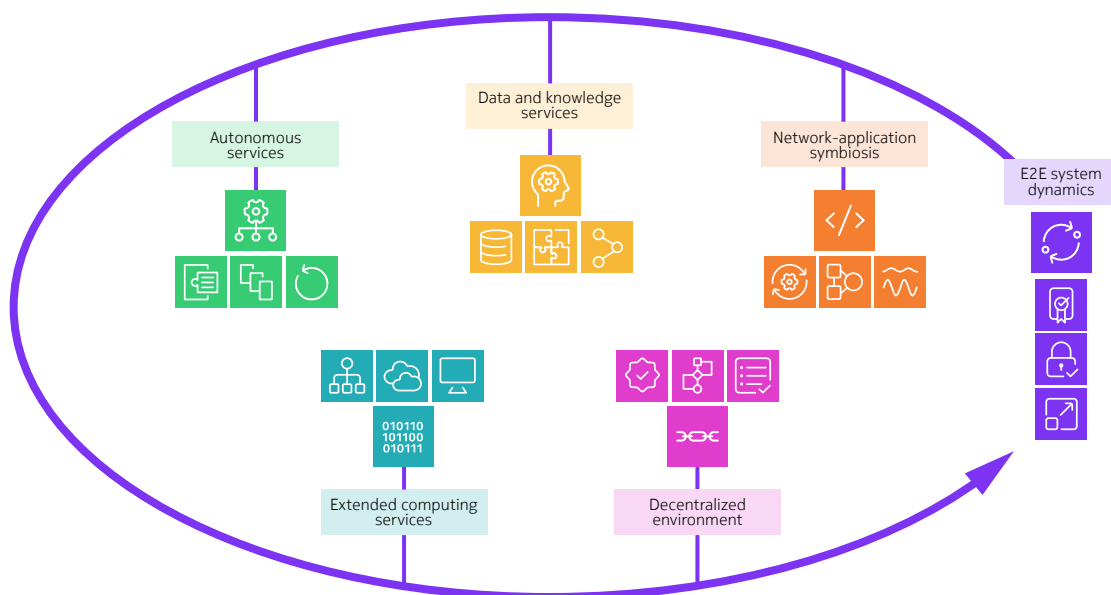 Data and knowledge
services
Autonomous
services
Network-application
symbiosis
E2E system
dynamics
</>
010110
101100
010111
Extended computing
services
Decentralized
environment